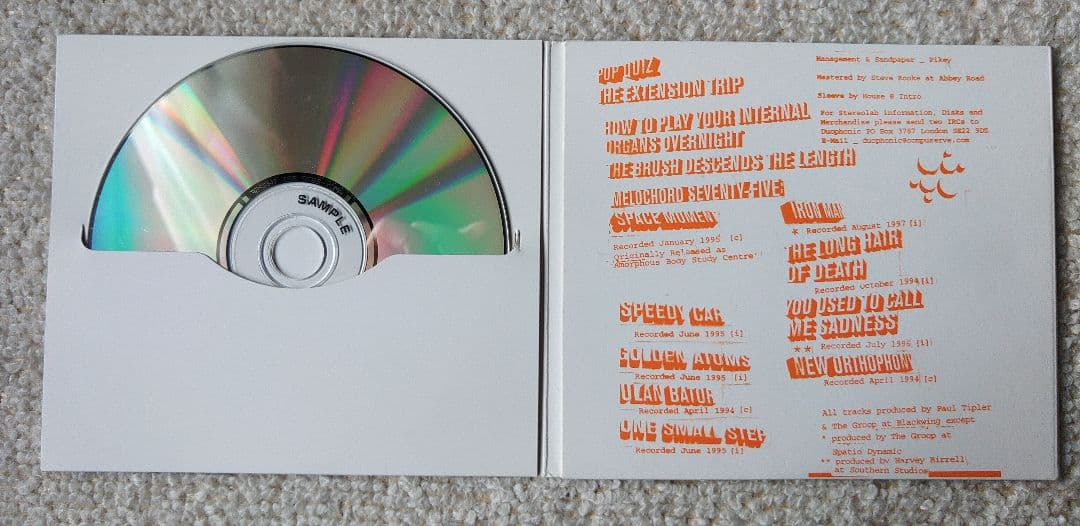 SAMPLE
POP QUIZ
THE EXTENSION TRIP
HOW TO PLAY YOUR INTERNAL
ORGANS OVERNIGHT
THE BRUSH DESCENDS THE LENGTH
MELOCHORD SEVENTY-FIVE
SPACE MOMENT
Recorded January 1995 [c]
Originally Released as
'Amorphous Body Study Centre'
SPEEDY CAR
Recorded June 1995 [i]
GOLDEN ATOMS
Recorded June 1995 [i]
ULAN BATOR
Recorded April 1994 [c]
ONE SMALL STEP
Recorded June 1995 [i]
Management & Sandpaper _ Pikey
Mastered by Steve Rooke at Abbey Road
Sleeve by House @ Intro
For Stereolab information, Disks and
Merchandise please send two IRCs to
Duophonic PO Box 3787 London SE22 9DS
E-Mail _ duophonic@compuserve.com
IRON MAN
* Recorded August 1997 [i]
THE LONG HAIR
OF DEATH
Recorded October 1994 [i]
YOU USED TO CALL
ME SADNESS
** Recorded July 1996 [i]
NEW ORTHOPHONY
Recorded April 1994 [c]
All tracks produced by Paul Tipler
& The Groop at Blackwing except
* produced by The Groop at
Spatio Dynamic
** produced by Harvey Birrell
at Southern Studios